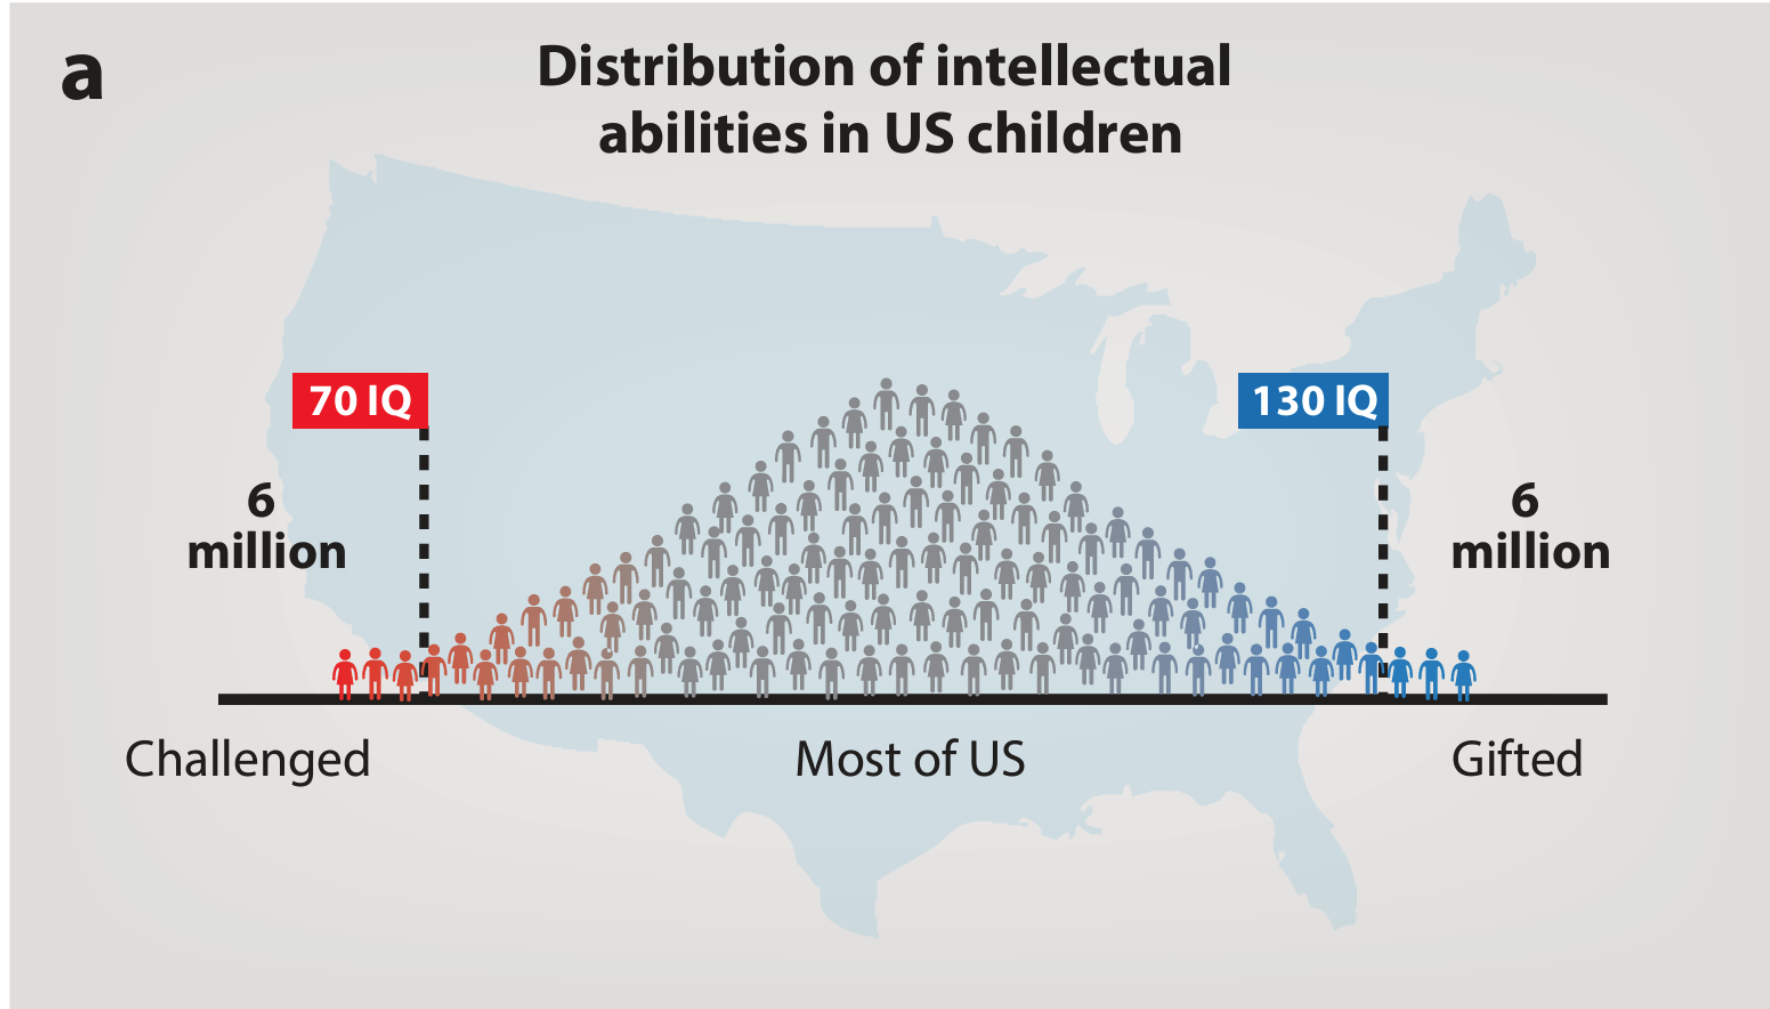 a
Distribution of intellectual
abilities in US children
70 IQ
130 IQ
6
million
6
million
Challenged
Most of US
Gifted